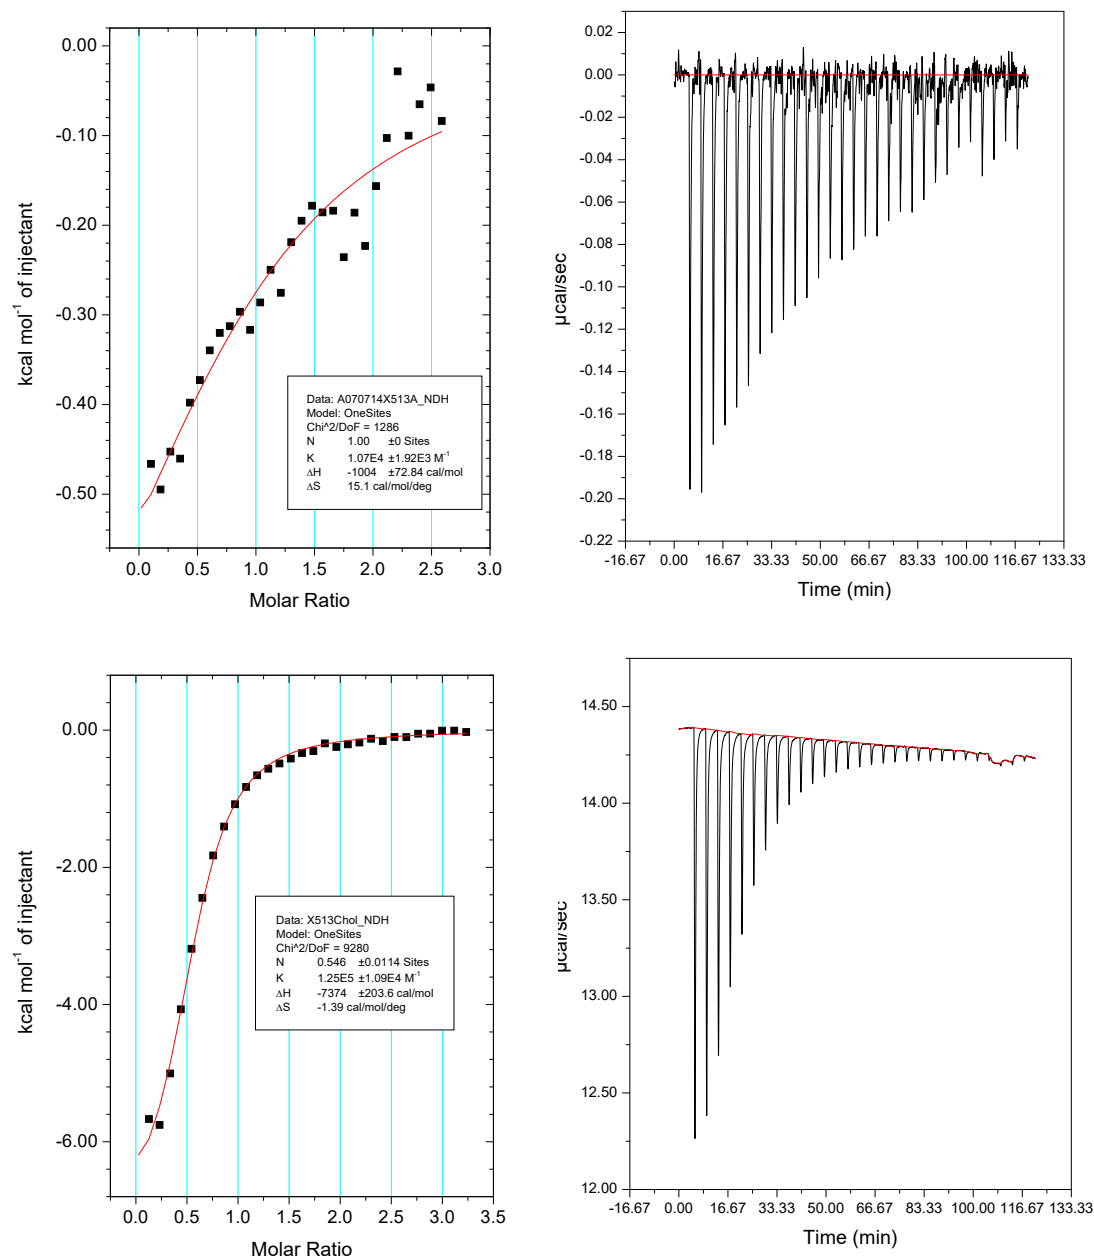 0.00
-0.10
-0.20
-0.30
-0.40
-0.50
kcal mol⁻¹ of injectant
Data: A070714X513A_NDH
Model: OneSites
Chi^2/DoF = 1286
N 1.00 ±0 Sites
K 1.07E4 ±1.92E3 M⁻¹
ΔH -1004 ±72.84 cal/mol
ΔS 15.1 cal/mol/deg
0.0 0.5 1.0 1.5 2.0 2.5 3.0
Molar Ratio
0.02
0.00
-0.02
-0.04
-0.06
-0.08
-0.10
-0.12
-0.14
-0.16
-0.18
-0.20
-0.22
µcal/sec
-16.67 0.00 16.67 33.33 50.00 66.67 83.33 100.00 116.67 133.33
Time (min)
0.00
-2.00
-4.00
-6.00
kcal mol⁻¹ of injectant
Data: X513Chol_NDH
Model: OneSites
Chi^2/DoF = 9280
N 0.546 ±0.0114 Sites
K 1.25E5 ±1.09E4 M⁻¹
ΔH -7374 ±203.6 cal/mol
ΔS -1.39 cal/mol/deg
0.0 0.5 1.0 1.5 2.0 2.5 3.0 3.5
Molar Ratio
14.50
14.00
13.50
13.00
12.50
12.00
µcal/sec
-16.67 0.00 16.67 33.33 50.00 66.67 83.33 100.00 116.67 133.33
Time (min)